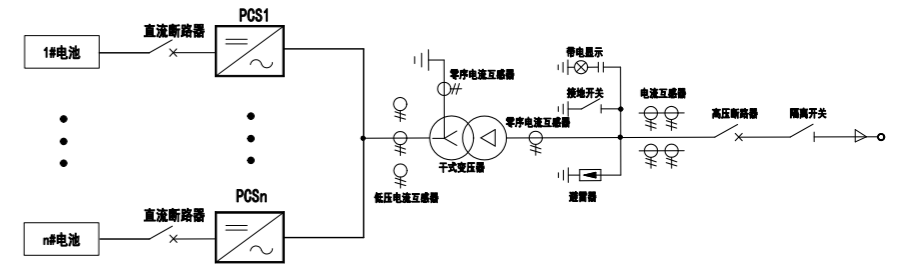 PCS1
直流断路器
1#电池
带电显示
零序电流互感器
接地开关
电流互感器
高压断路器
隔离开关
零序电流互感器
干式变压器
低压电流互感器
避雷器
PCSn
直流断路器
n#电池